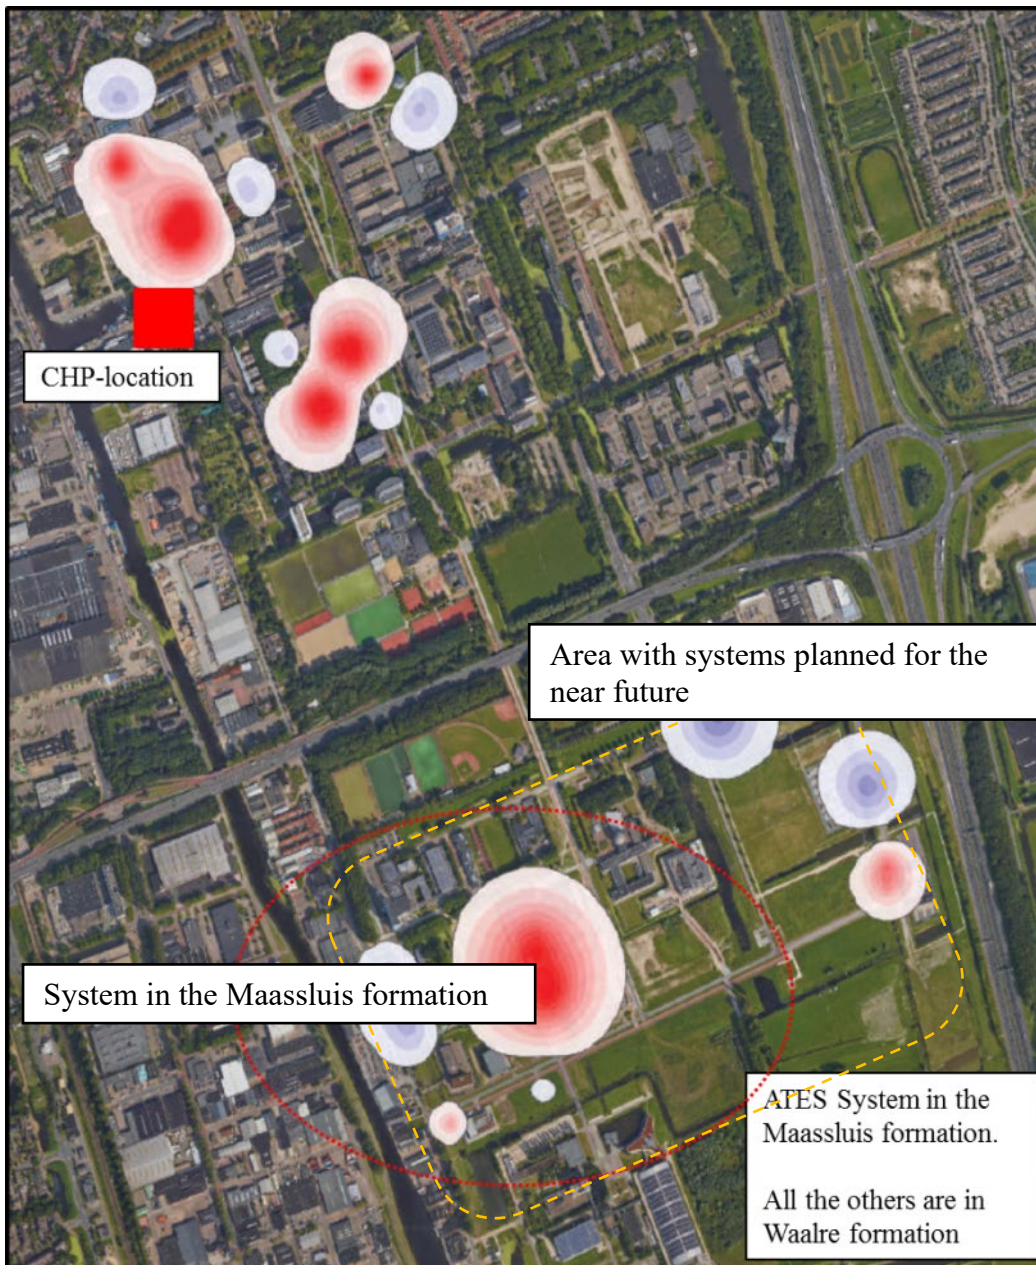 CHP-location
Area with systems planned for the
near future
System in the Maassluis formation
ATES System in the
Maassluis formation.
All the others are in
Waalre formation